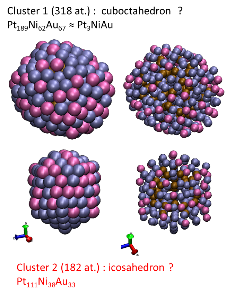 Cluster 1 (318 at.) : cuboctahedron ?
Pt₁₈₉Ni₆₂Au₆₇ ≈ Pt₃NiAu
Cluster 2 (182 at.) : icosahedron ?
Pt₁₁₁Ni₃₈Au₃₃